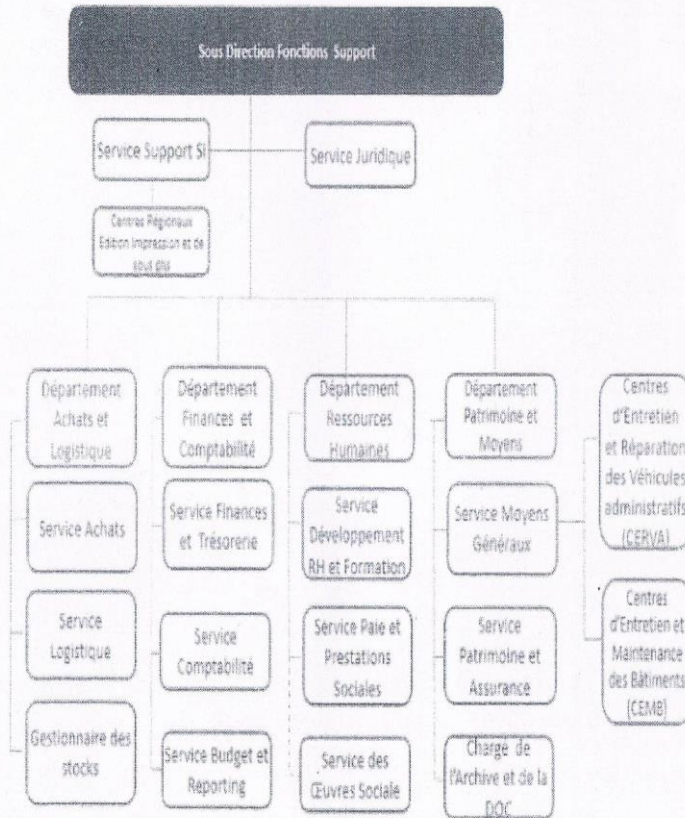 Sous Direction Fonctions Support
Service Support SI
Service Juridique
Centres Régionaux
Edition Impression et de
sous plis
Département
Achats et
Logistique
Département
Finances et
Comptabilité
Département
Ressources
Humaines
Département
Patrimoine et
Moyens
Centres
d'Entretien
et Réparation
des Véhicules
administratifs
(CERVA)
Service Achats
Service Finances
et Trésorerie
Service
Développement
RH et Formation
Service Moyens
Généraux
Service
Logistique
Service
Comptabilité
Service Paie et
Prestations
Sociales
Service
Patrimoine et
Assurance
Centres
d'Entretien et
Maintenance
des Bâtiments
(CEMB)
Gestionnaire des
stocks
Service Budget et
Reporting
Service des
Œuvres Sociale
Chargé de
l'Archive et de la
DOC